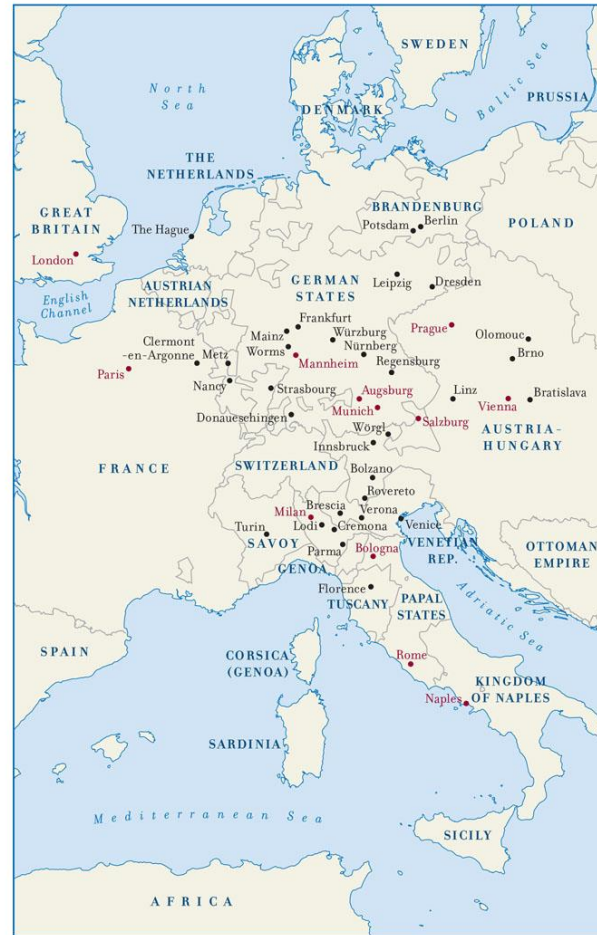 SWEDEN
North
Sea
Baltic Sea
DENMARK
PRUSSIA
THE
NETHERLANDS
GREAT
BRITAIN
BRANDENBURG
Potsdam
Berlin
POLAND
The Hague
London
Leipzig
Dresden
GERMAN
STATES
AUSTRIAN
NETHERLANDS
English
Channel
Frankfurt
Mainz
Würzburg
Prague
Olomouc
Clermont
-en-Argonne
Metz
Worms
Nürnberg
Brno
Mannheim
Regensburg
Paris
Nancy
Strasbourg
Augsburg
Linz
Vienna
Bratislava
Munich
Donaueschingen
Salzburg
Wörgl
AUSTRIA-
HUNGARY
Innsbruck
FRANCE
SWITZERLAND
Bolzano
Rovereto
Brescia
Verona
Milan
Lodi
Cremona
Venice
Turin
SAVOY
VENETIAN
REP.
OTTOMAN
EMPIRE
Parma
Bologna
GENOA
Florence
TUSCANY
PAPAL
STATES
Adriatic Sea
SPAIN
CORSICA
(GENOA)
Rome
KINGDOM
OF NAPLES
Naples
SARDINIA
Mediterranean Sea
SICILY
AFRICA